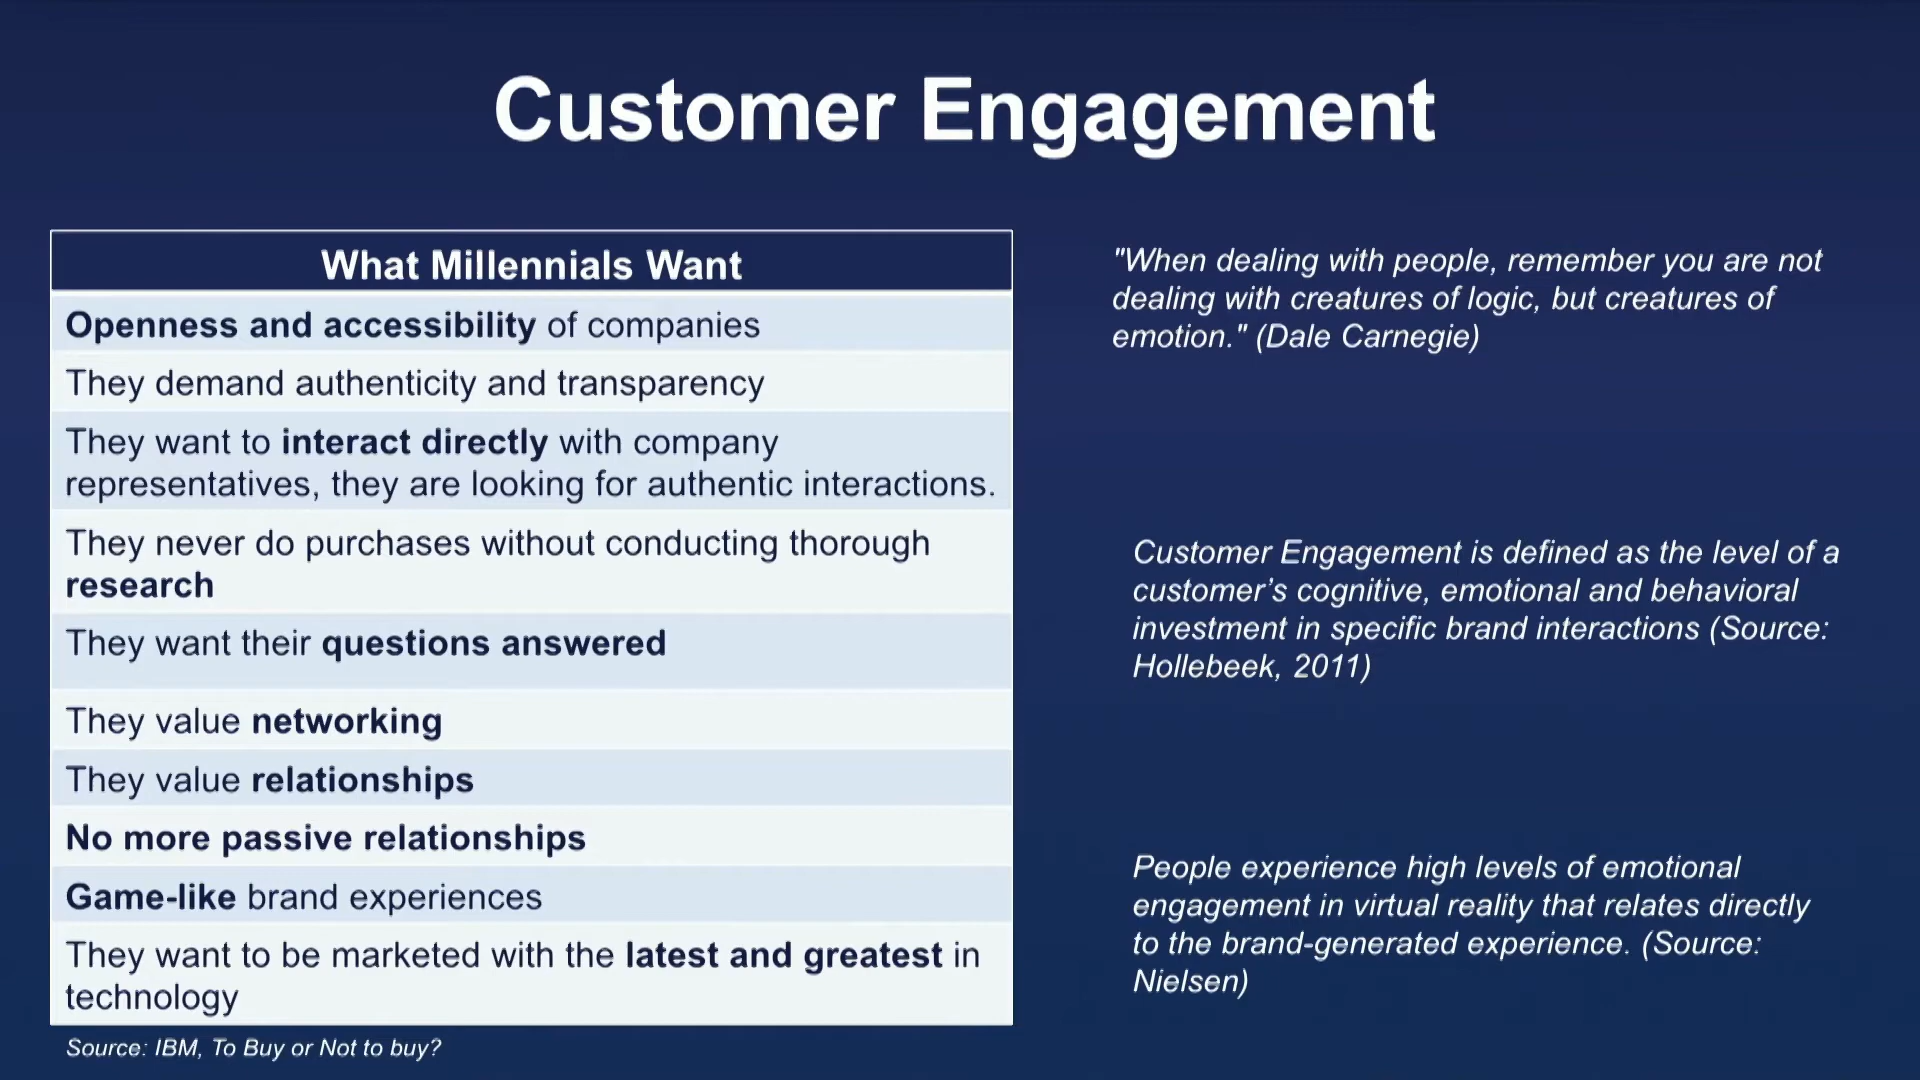 Customer Engagement
What Millennials Want
Openness and accessibility of companies
They demand authenticity and transparency
They want to interact directly with company
representatives, they are looking for authentic interactions.
They never do purchases without conducting thorough
research
They want their questions answered
They value networking
They value relationships
No more passive relationships
Game-like brand experiences
They want to be marketed with the latest and greatest in
technology
Source: IBM, To Buy or Not to buy?
"When dealing with people, remember you are not
dealing with creatures of logic, but creatures of
emotion." (Dale Carnegie)
Customer Engagement is defined as the level of a
customer’s cognitive, emotional and behavioral
investment in specific brand interactions (Source:
Hollebeek, 2011)
People experience high levels of emotional
engagement in virtual reality that relates directly
to the brand-generated experience. (Source:
Nielsen)